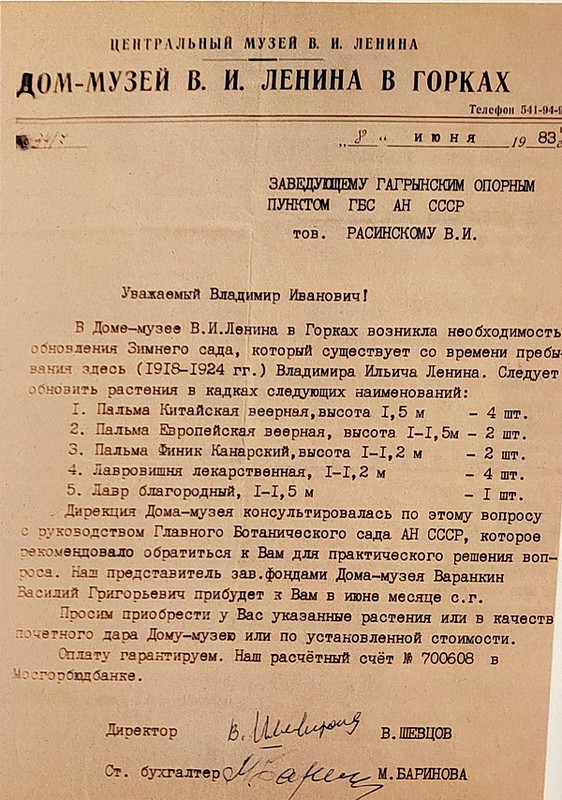 ЦЕНТРАЛЬНЫЙ МУЗЕЙ В. И. ЛЕНИНА
ДОМ-МУЗЕЙ В. И. ЛЕНИНА В ГОРКАХ
Телефон 541-94-9
„ 8 “ июня 19 83 г
ЗАВЕДУЮЩЕМУ ГАГРЫНСКИМ ОПОРНЫМ
ПУНКТОМ ГБС АН СССР
тов. РАСИНСКОМУ В.И.
Уважаемый Владимир Иванович!
В Доме-музее В.И.Ленина в Горках возникла необходимость
обновления Зимнего сада, который существует со времени пребы-
вания здесь (1918-1924 гг.) Владимира Ильича Ленина. Следует
обновить растения в кадках следующих наименований:
1. Пальма Китайская веерная,высота I,5 м - 4 шт.
2. Пальма Европейская веерная, высота I-I,5м - 2 шт.
3. Пальма Финик Канарский,высота I-I,2 м - 2 шт.
4. Лавровишня лекарственная, I-I,2 м - 4 шт.
5. Лавр благородный, I-I,5 м - I шт.
Дирекция Дома-музея консультировалась по этому вопросу
с руководством Главного Ботанического сада АН СССР, которое
рекомендовало обратиться к Вам для практического решения воп-
роса. Наш представитель зав.фондами Дома-музея Варанкин
Василий Григорьевич прибудет к Вам в июне месяце с.г.
Просим приобрести у Вас указанные растения или в качеств
почетного дара Дому-музею или по установленной стоимости.
Оплату гарантируем. Наш расчётный счёт № 700608 в
Мосгорбюдбанке.
Директор В. Шевцов В.ШЕВЦОВ
Ст. бухгалтер М.БАРИНОВА